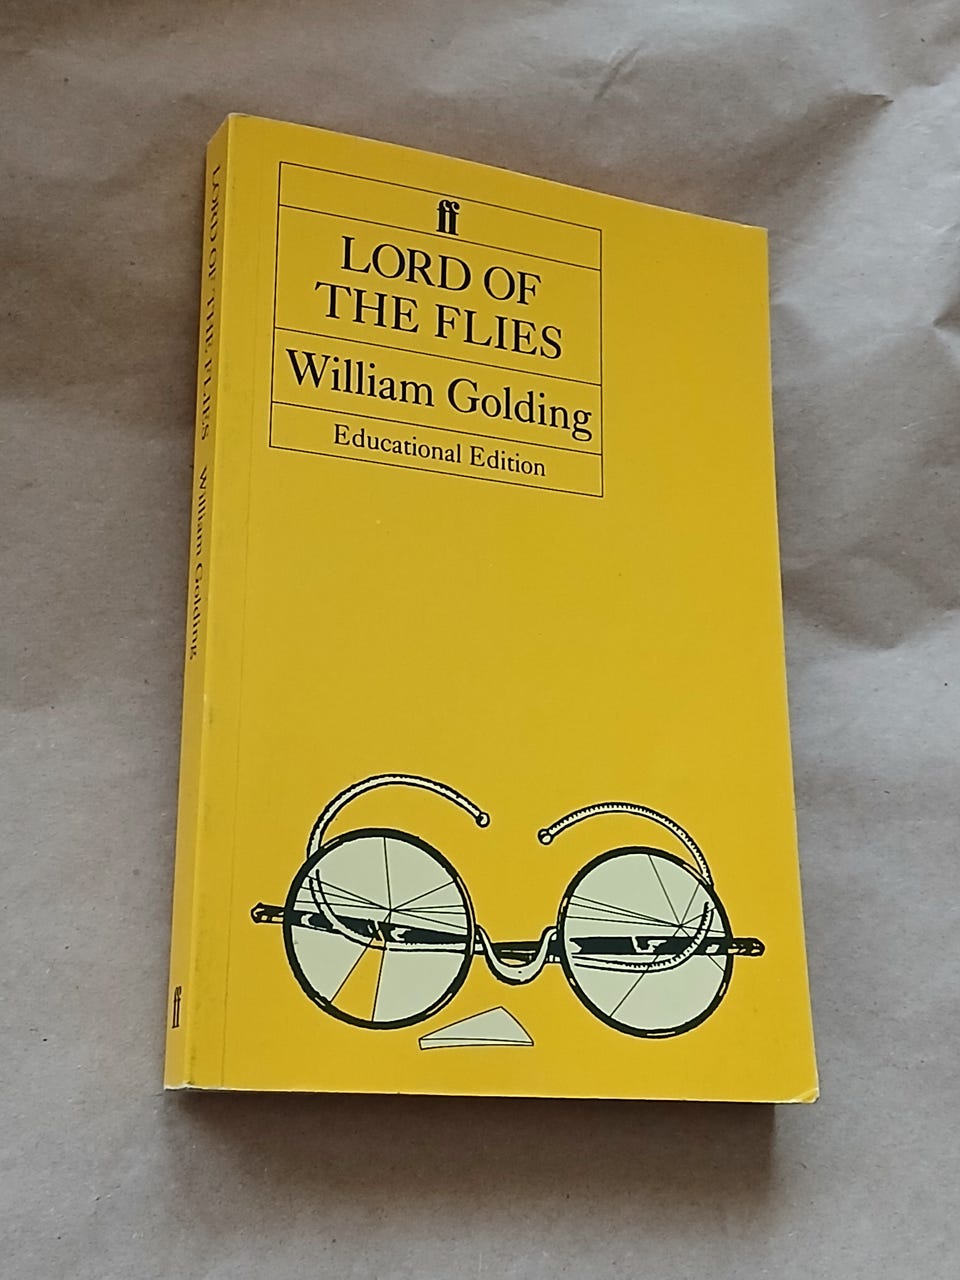 ff
LORD OF
THE FLIES
William Golding
Educational Edition
LORD OF THE FLIES William Golding
ff